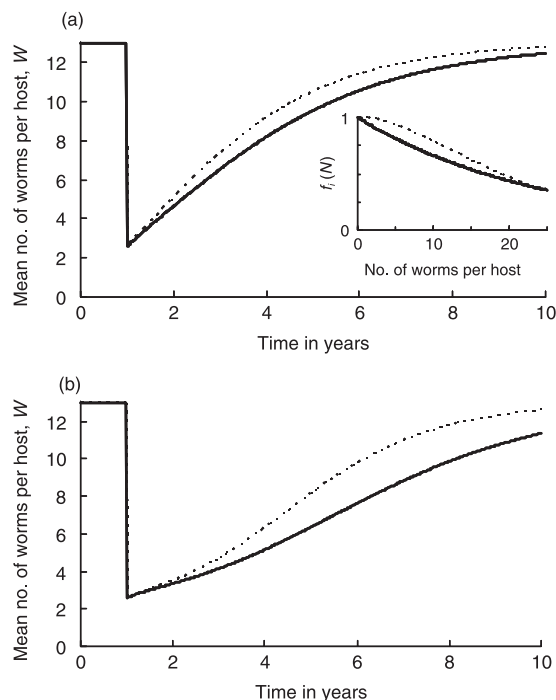 (a)
Mean no. of worms per host, W
12
10
8
6
4
2
0
0 2 4 6 8 10
Time in years
1
0
f_i (N)
0 10 20
No. of worms per host
(b)
Mean no. of worms per host, W
12
10
8
6
4
2
0
0 2 4 6 8 10
Time in years